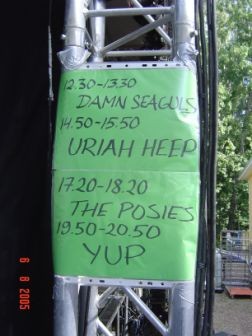 12.30-13.30
DAMN SEAGULS
14.50-15.50
URIAH HEEP
17.20-18.20
THE POSIES
19.50-20.50
YUP
6 8 2005